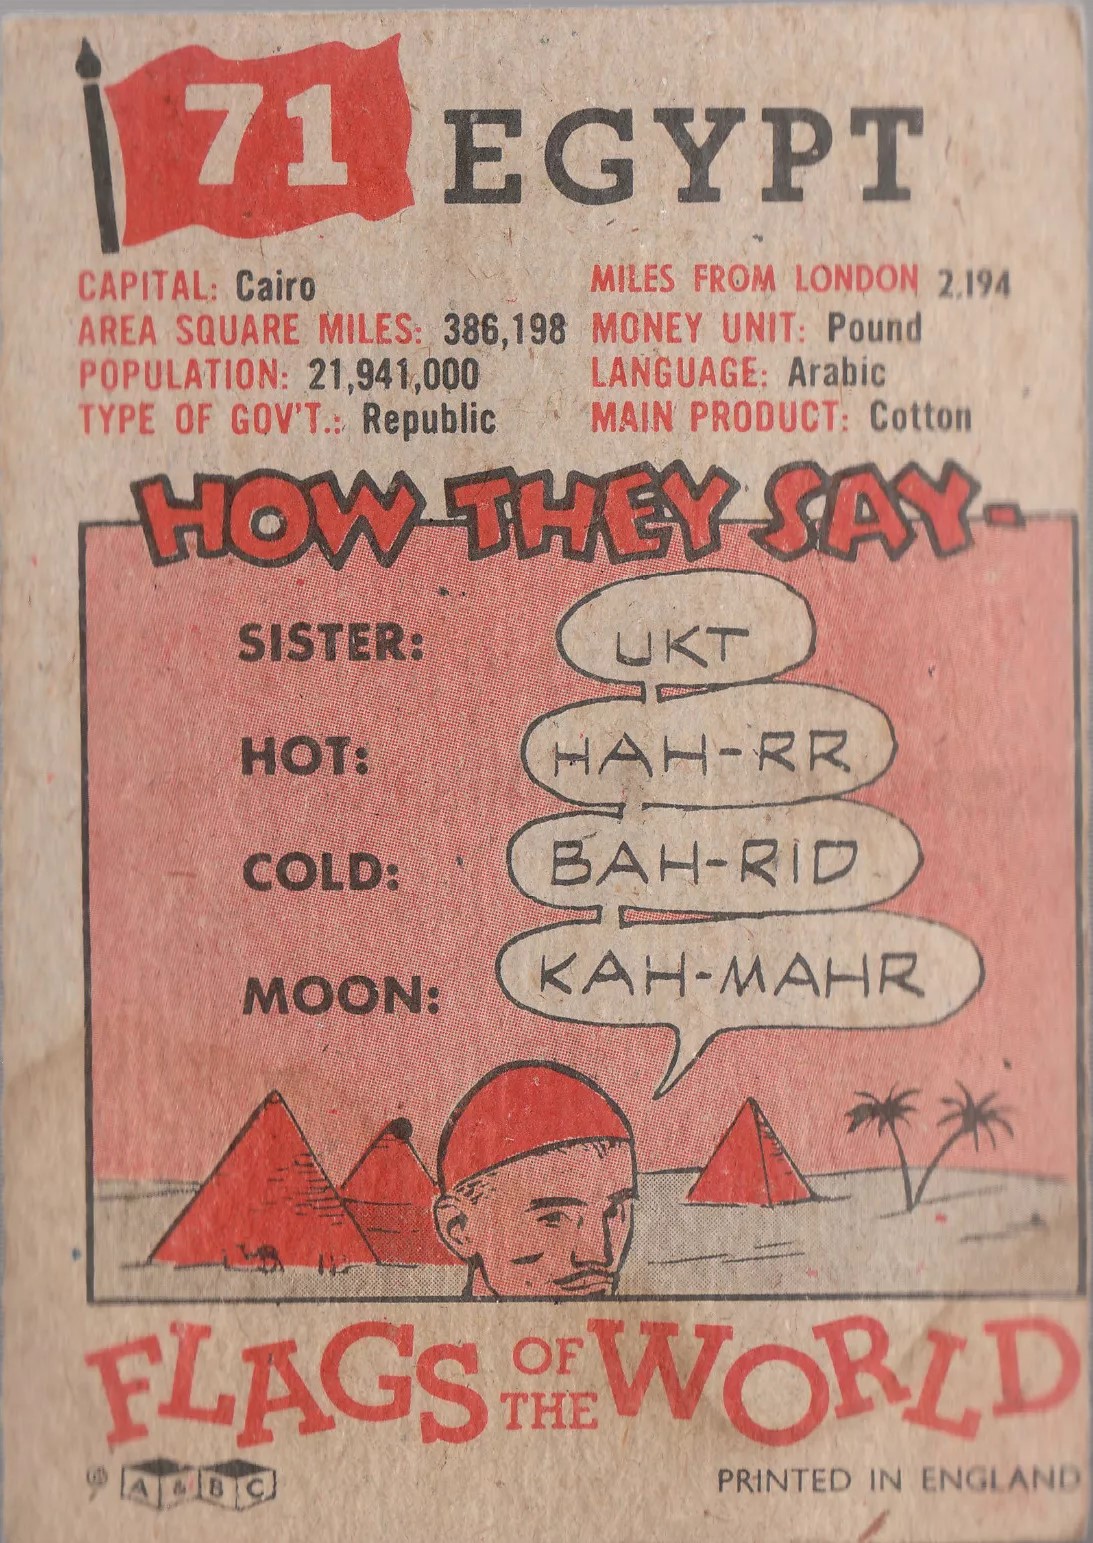 71 EGYPT
CAPITAL: Cairo
AREA SQUARE MILES: 386,198
POPULATION: 21,941,000
TYPE OF GOV'T.: Republic
MILES FROM LONDON 2,194
MONEY UNIT: Pound
LANGUAGE: Arabic
MAIN PRODUCT: Cotton
HOW THEY SAY-
SISTER: UKT
HOT: HAH-RR
COLD: BAH-RID
MOON: KAH-MAHR
FLAGS OF THE WORLD
A & B C
PRINTED IN ENGLAND